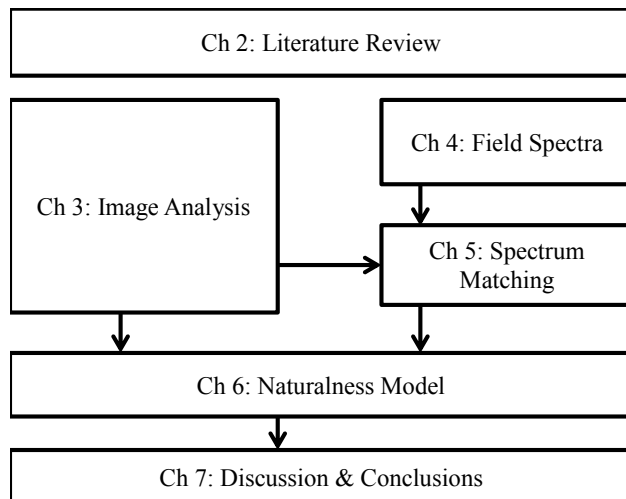 Ch 2: Literature Review
Ch 3: Image Analysis
Ch 4: Field Spectra
Ch 5: Spectrum
Matching
Ch 6: Naturalness Model
Ch 7: Discussion & Conclusions